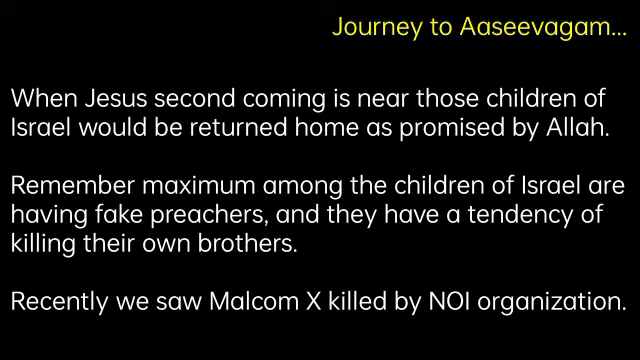 Journey to Aaseevagam...
When Jesus second coming is near those children of
Israel would be returned home as promised by Allah.
Remember maximum among the children of Israel are
having fake preachers, and they have a tendency of
killing their own brothers.
Recently we saw Malcom X killed by NOI organization.